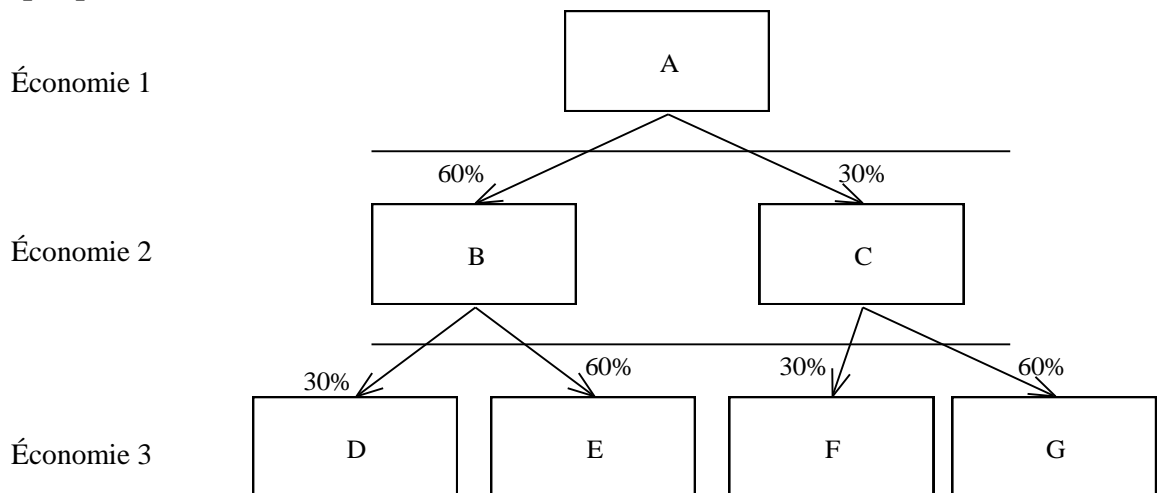 Économie 1
A
60%
30%
Économie 2
B
C
30%
60%
30%
60%
Économie 3
D
E
F
G